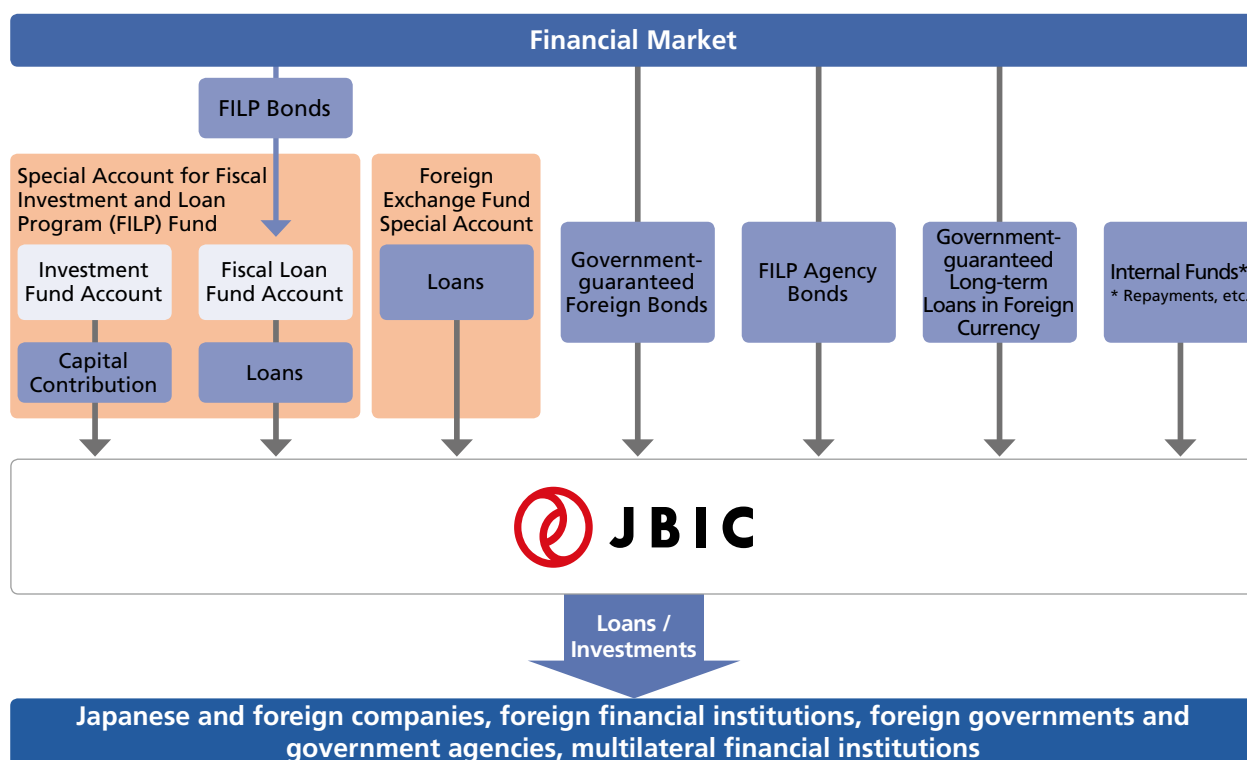 Financial Market
FILP Bonds
Special Account for Fiscal
Investment and Loan
Program (FILP) Fund
Investment
Fund Account
Capital
Contribution
Fiscal Loan
Fund Account
Loans
Foreign
Exchange Fund
Special Account
Loans
Government-
guaranteed
Foreign Bonds
FILP Agency
Bonds
Government-
guaranteed
Long-term
Loans in Foreign
Currency
Internal Funds*
* Repayments, etc.
JBIC
Loans /
Investments
Japanese and foreign companies, foreign financial institutions, foreign governments and
government agencies, multilateral financial institutions